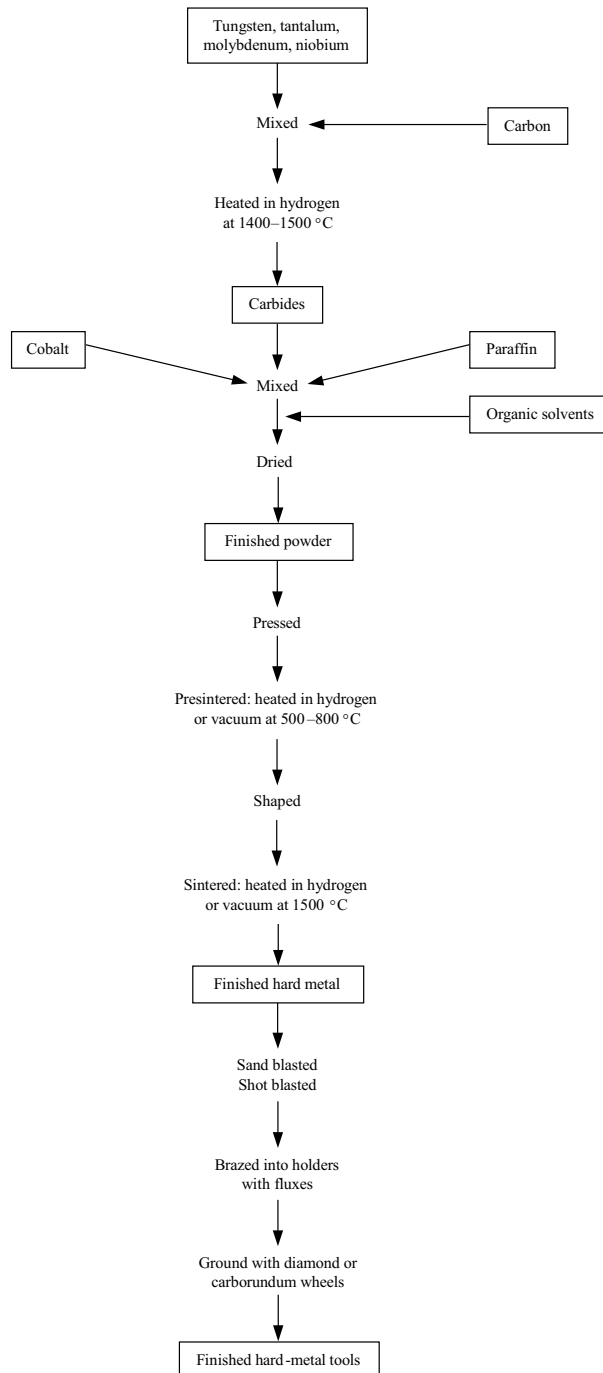 Tungsten, tantalum,
molybdenum, niobium
Mixed
Carbon
Heated in hydrogen
at 1400–1500 °C
Carbides
Cobalt
Paraffin
Mixed
Organic solvents
Dried
Finished powder
Pressed
Presintered: heated in hydrogen
or vacuum at 500–800 °C
Shaped
Sintered: heated in hydrogen
or vacuum at 1500 °C
Finished hard metal
Sand blasted
Shot blasted
Brazed into holders
with fluxes
Ground with diamond or
carborundum wheels
Finished hard-metal tools